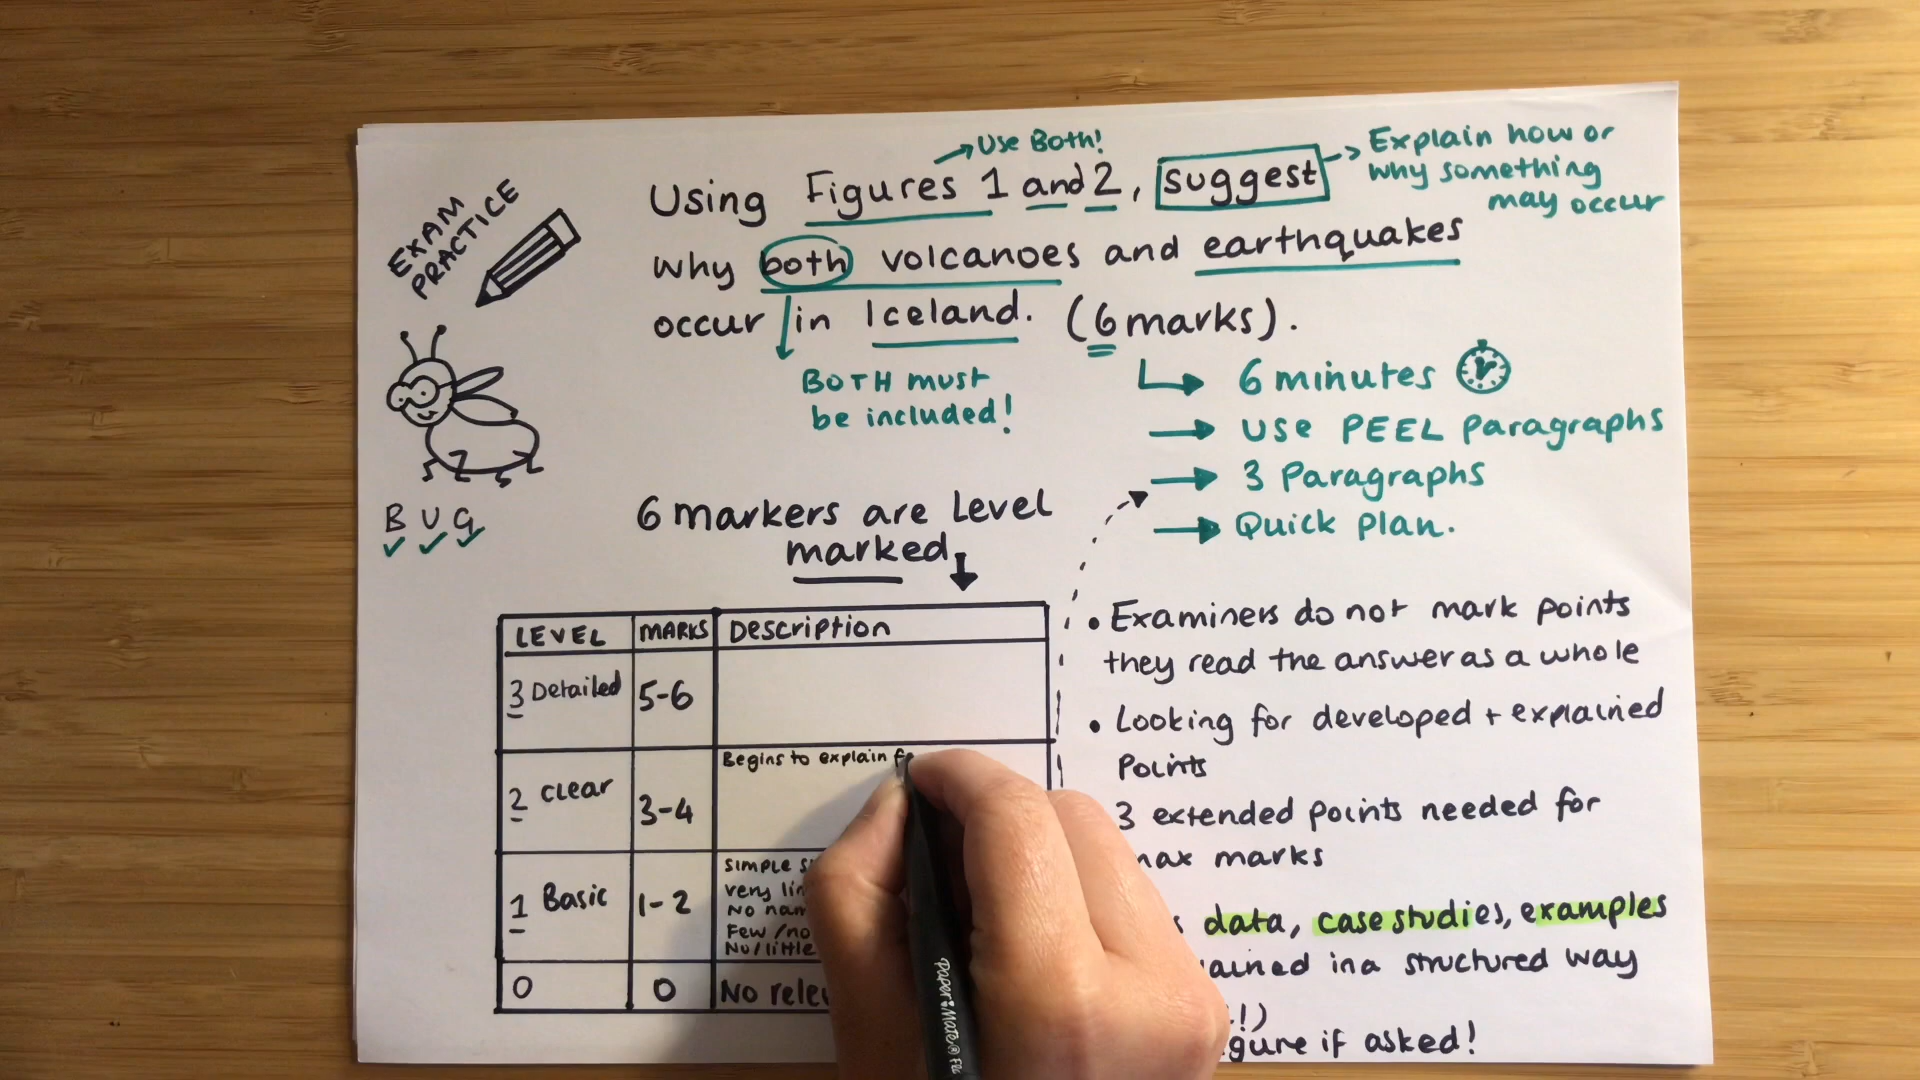 EXAM
PRACTICE
Use Both!
Using Figures 1 and 2, suggest
Explain how or
why something
may occur
why both volcanoes and earthquakes
occur in Iceland. (6 marks).
BOTH must
be included!
6 minutes
USe PEEL Paragraphs
3 Paragraphs
Quick Plan.
BUG
6 markers are Level
marked
LEVEL MARKS Description
3 Detailed 5-6
2 clear 3-4 Begins to explain
1 Basic 1-2
Simple
very
No
Few /no
No/little
0 0 No
• Examiners do not mark points
they read the answer as a whole
• Looking for developed + explained
Points
3 extended points needed for
marks
data, case studies, examples
in a structured way
!)
if asked!
PaperMate